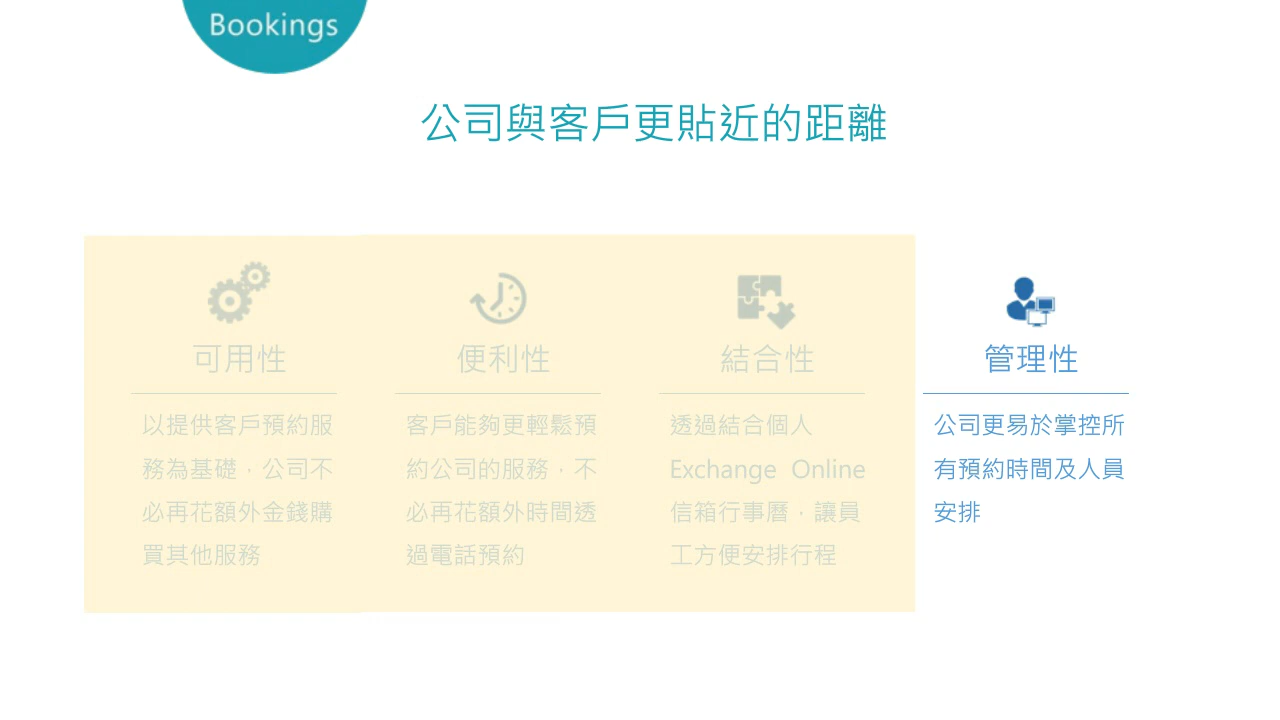 Bookings
公司與客戶更貼近的距離
可用性
以提供客戶預約服
務為基礎，公司不
必再花額外金錢購
買其他服務
便利性
客戶能夠更輕鬆預
約公司的服務，不
必再花額外時間透
過電話預約
結合性
透過結合個人
Exchange Online
信箱行事曆，讓員
工方便安排行程
管理性
公司更易於掌控所
有預約時間及人員
安排